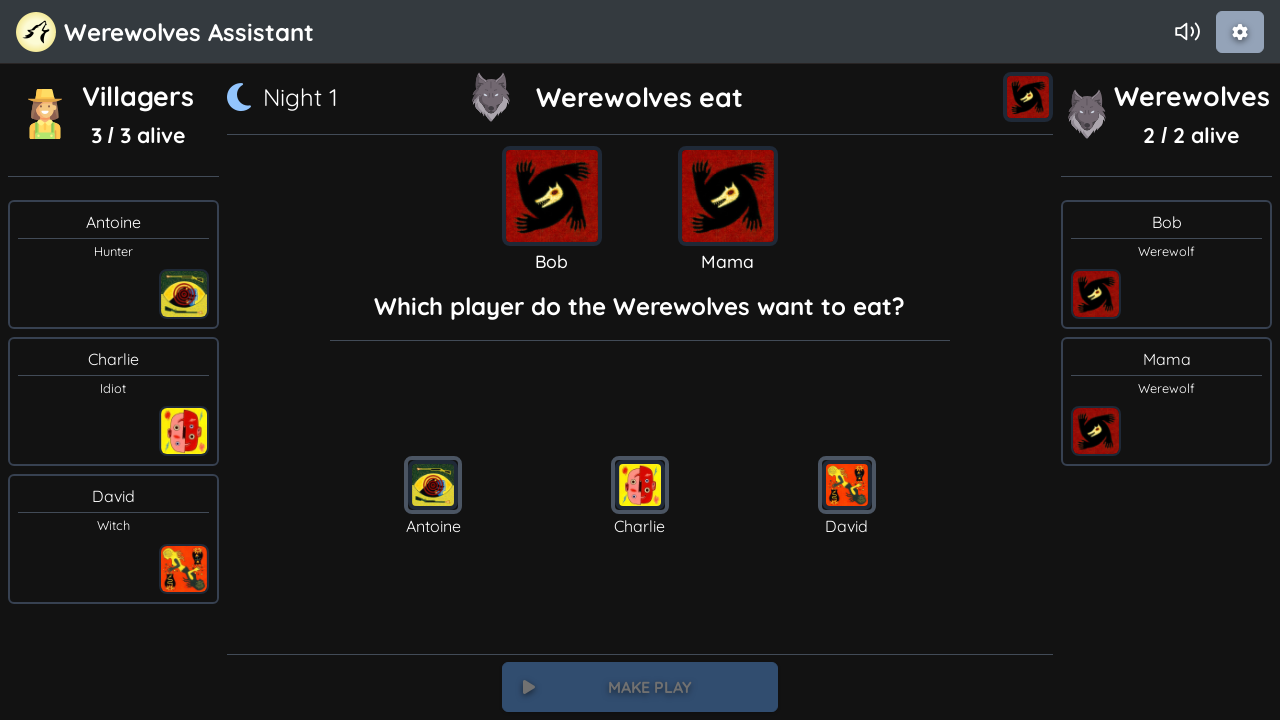 Werewolves Assistant
Villagers
3 / 3 alive
Antoine
Hunter
Charlie
Idiot
David
Witch
Night 1
Werewolves eat
Bob
Mama
Which player do the Werewolves want to eat?
Antoine
Charlie
David
MAKE PLAY
Werewolves
2 / 2 alive
Bob
Werewolf
Mama
Werewolf